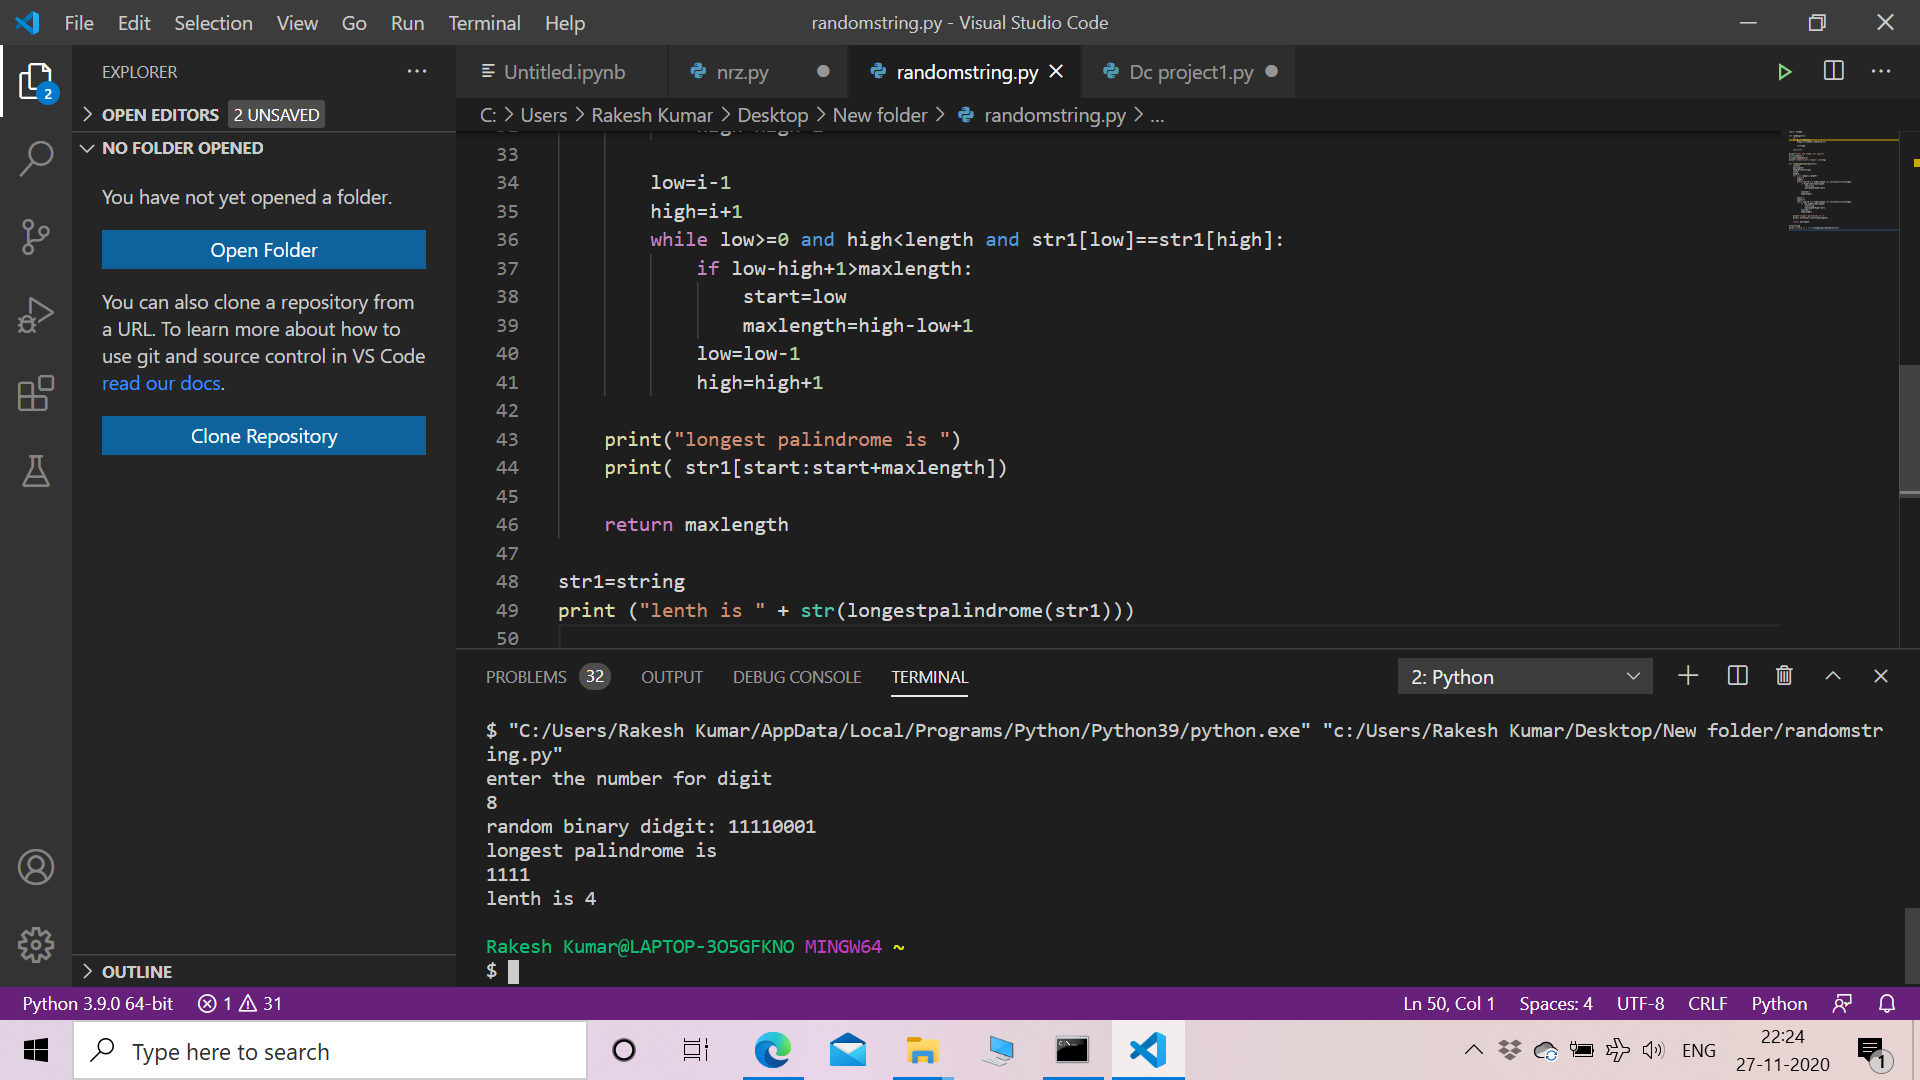 File Edit Selection View Go Run Terminal Help
randomstring.py - Visual Studio Code
EXPLORER
OPEN EDITORS 2 UNSAVED
NO FOLDER OPENED
You have not yet opened a folder.
Open Folder
You can also clone a repository from
a URL. To learn more about how to
use git and source control in VS Code
read our docs.
Clone Repository
OUTLINE
2
Untitled.ipynb nrz.py randomstring.py Dc project1.py
C: > Users > Rakesh Kumar > Desktop > New folder > randomstring.py > ...
33
34 low=i-1
35 high=i+1
36 while low>=0 and high<length and str1[low]==str1[high]:
37 if low-high+1>maxlength:
38 start=low
39 maxlength=high-low+1
40 low=low-1
41 high=high+1
42
43 print("longest palindrome is ")
44 print( str1[start:start+maxlength])
45
46 return maxlength
47
48 str1=string
49 print ("lenth is " + str(longestpalindrome(str1)))
50
PROBLEMS 32 OUTPUT DEBUG CONSOLE TERMINAL
2: Python
$ "C:/Users/Rakesh Kumar/AppData/Local/Programs/Python/Python39/python.exe" "c:/Users/Rakesh Kumar/Desktop/New folder/randomstr
ing.py"
enter the number for digit
8
random binary didgit: 11110001
longest palindrome is
1111
lenth is 4
Rakesh Kumar@LAPTOP-3O5GFKNO MINGW64 ~
$
Python 3.9.0 64-bit 1 31
Ln 50, Col 1 Spaces: 4 UTF-8 CRLF Python
Type here to search
ENG
22:24
27-11-2020
1